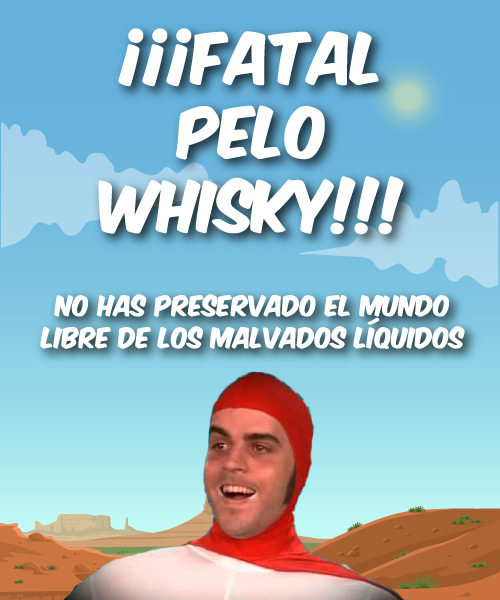 ¡¡¡FATAL
PELO
WHISKY!!!
NO HAS PRESERVADO EL MUNDO
LIBRE DE LOS MALVADOS LÍQUIDOS